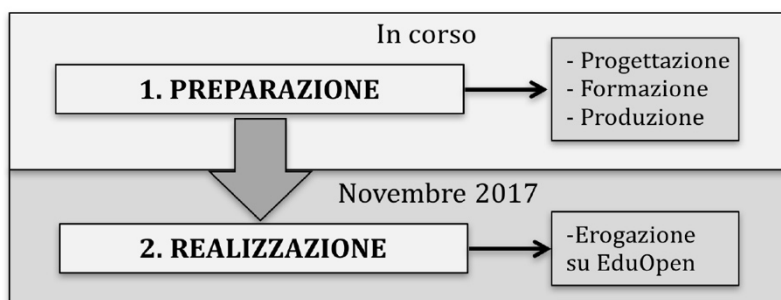 In corso
1. PREPARAZIONE
- Progettazione
- Formazione
- Produzione
Novembre 2017
2. REALIZZAZIONE
-Erogazione
su EduOpen